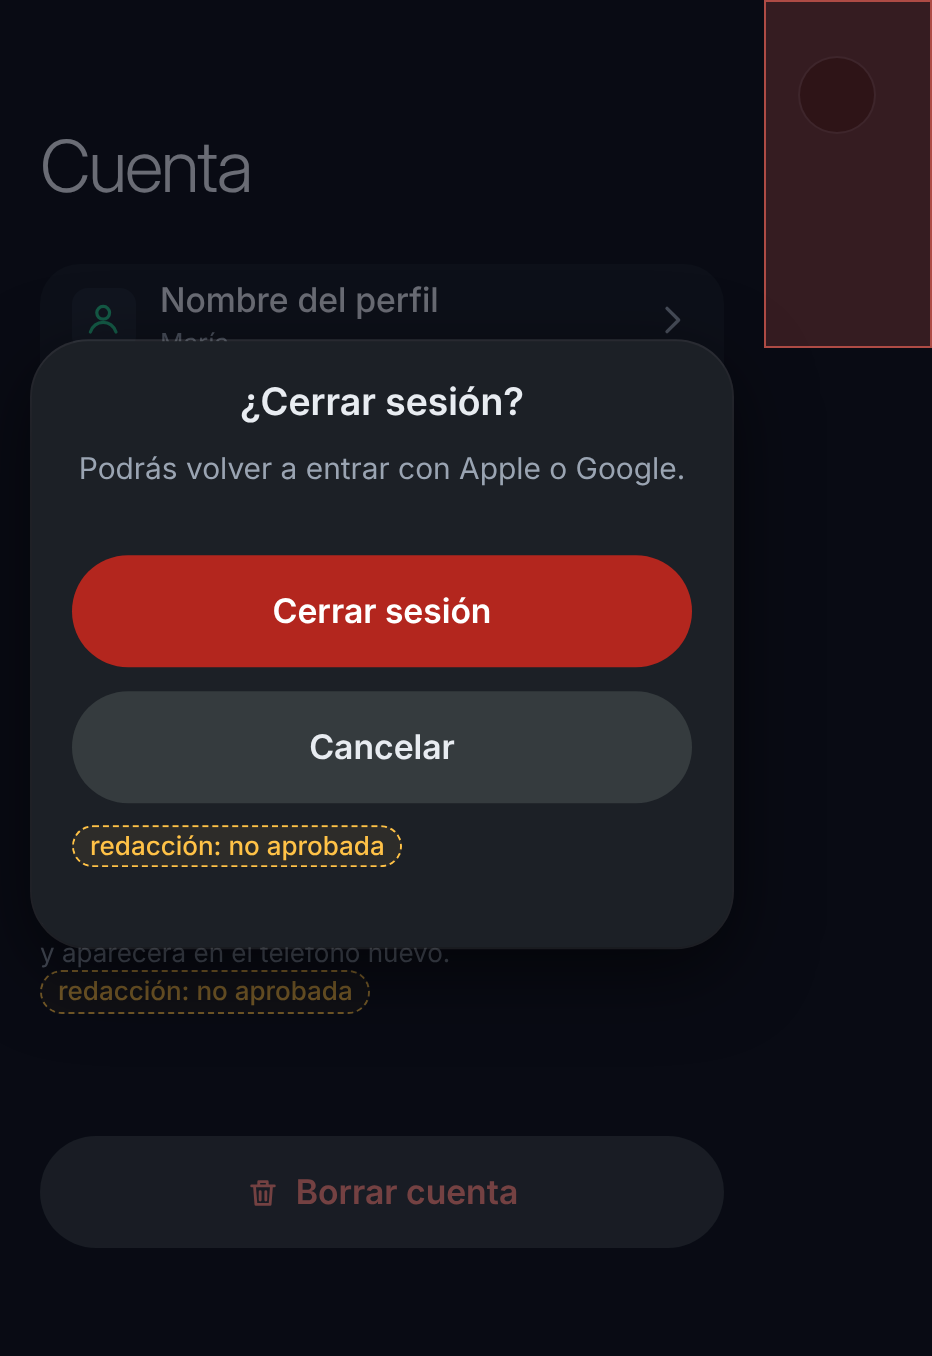 Cuenta
Nombre del perfil
María
¿Cerrar sesión?
Podrás volver a entrar con Apple o Google.
Cerrar sesión
Cancelar
redacción: no aprobada
y aparecerá en el teléfono nuevo.
redacción: no aprobada
Borrar cuenta